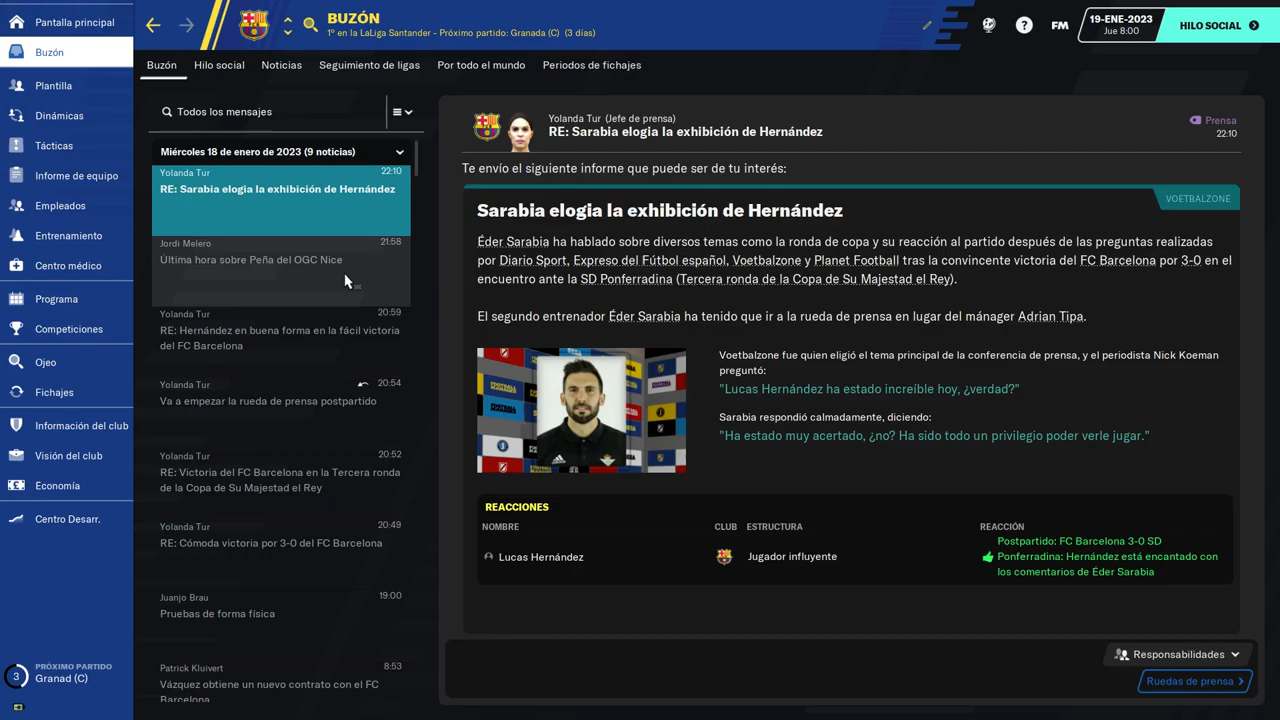 Pantalla principal
Buzón
Plantilla
Dinámicas
Tácticas
Informe de equipo
Empleados
Entrenamiento
Centro médico
Programa
Competiciones
Ojeo
Fichajes
Información del club
Visión del club
Economía
Centro Desarr.
3
PRÓXIMO PARTIDO
Granad (C)
BUZÓN
1º en la LaLiga Santander - Próximo partido: Granada (C) (3 días)
FM
19-ENE-2023
Jue 8:00
HILO SOCIAL
Buzón
Hilo social
Noticias
Seguimiento de ligas
Por todo el mundo
Periodos de fichajes
Todos los mensajes
Miércoles 18 de enero de 2023 (9 noticias)
Yolanda Tur 22:10
RE: Sarabia elogia la exhibición de Hernández
Jordi Melero 21:58
Última hora sobre Peña del OGC Nice
Yolanda Tur 20:59
RE: Hernández en buena forma en la fácil victoria
del FC Barcelona
Yolanda Tur 20:54
Va a empezar la rueda de prensa postpartido
Yolanda Tur 20:52
RE: Victoria del FC Barcelona en la Tercera ronda
de la Copa de Su Majestad el Rey
Yolanda Tur 20:49
RE: Cómoda victoria por 3-0 del FC Barcelona
Juanjo Brau 19:00
Pruebas de forma física
Patrick Kluivert 8:53
Vázquez obtiene un nuevo contrato con el FC
Barcelona
Yolanda Tur (Jefe de prensa)
RE: Sarabia elogia la exhibición de Hernández
Prensa
22:10
Te envío el siguiente informe que puede ser de tu interés:
VOETBALZONE
Sarabia elogia la exhibición de Hernández
Éder Sarabia ha hablado sobre diversos temas como la ronda de copa y su reacción al partido después de las preguntas realizadas
por Diario Sport, Expreso del Fútbol español, Voetbalzone y Planet Football tras la convincente victoria del FC Barcelona por 3-0 en el
encuentro ante la SD Ponferradina (Tercera ronda de la Copa de Su Majestad el Rey).
El segundo entrenador Éder Sarabia ha tenido que ir a la rueda de prensa en lugar del mánager Adrian Tipa.
Voetbalzone fue quien eligió el tema principal de la conferencia de prensa, y el periodista Nick Koeman
preguntó:
"Lucas Hernández ha estado increíble hoy, ¿verdad?"
Sarabia respondió calmadamente, diciendo:
"Ha estado muy acertado, ¿no? Ha sido todo un privilegio poder verle jugar."
REACCIONES
NOMBRE CLUB ESTRUCTURA REACCIÓN
Lucas Hernández Jugador influyente
Postpartido: FC Barcelona 3-0 SD
Ponferradina: Hernández está encantado con
los comentarios de Éder Sarabia
Responsabilidades
Ruedas de prensa